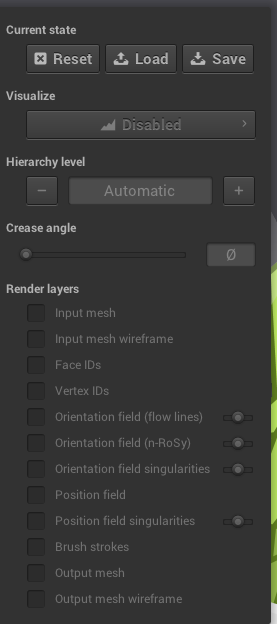 Current state
Reset Load Save
Visualize
Disabled
Hierarchy level
− Automatic +
Crease angle
Ø
Render layers
Input mesh
Input mesh wireframe
Face IDs
Vertex IDs
Orientation field (flow lines)
Orientation field (n-RoSy)
Orientation field singularities
Position field
Position field singularities
Brush strokes
Output mesh
Output mesh wireframe